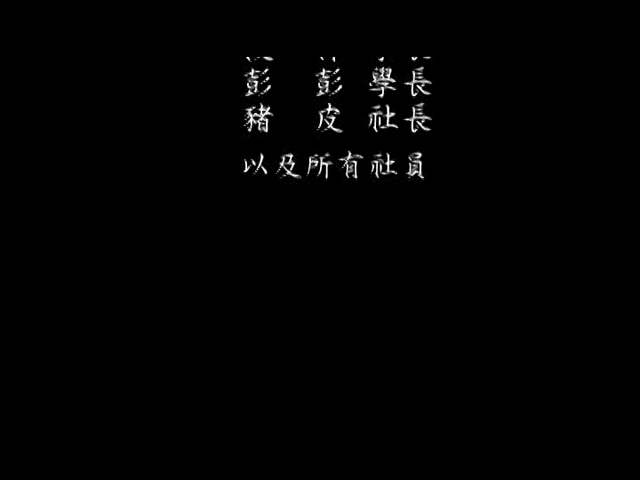 彭 彭 學長
豬 皮 社長
以及所有社員